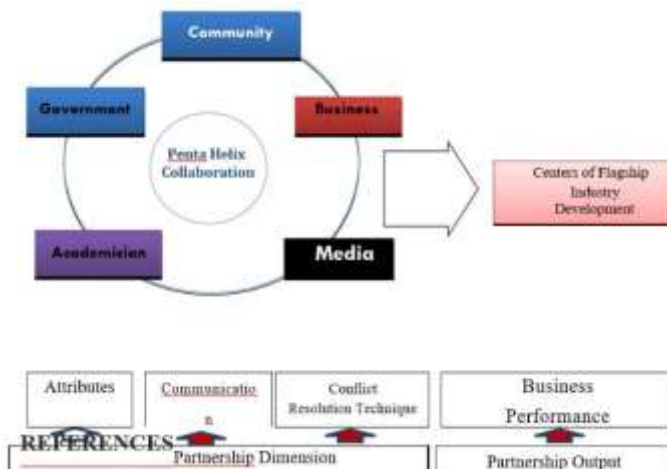 Community
Government
Business
Penta Helix
Collaboration
Centers of Flagship
Industry
Development
Academician
Media
Attributes
Communicatio
n
Conflict
Resolution Technique
Business
Performance
REFERENCES
Partnership Dimension
Partnership Output